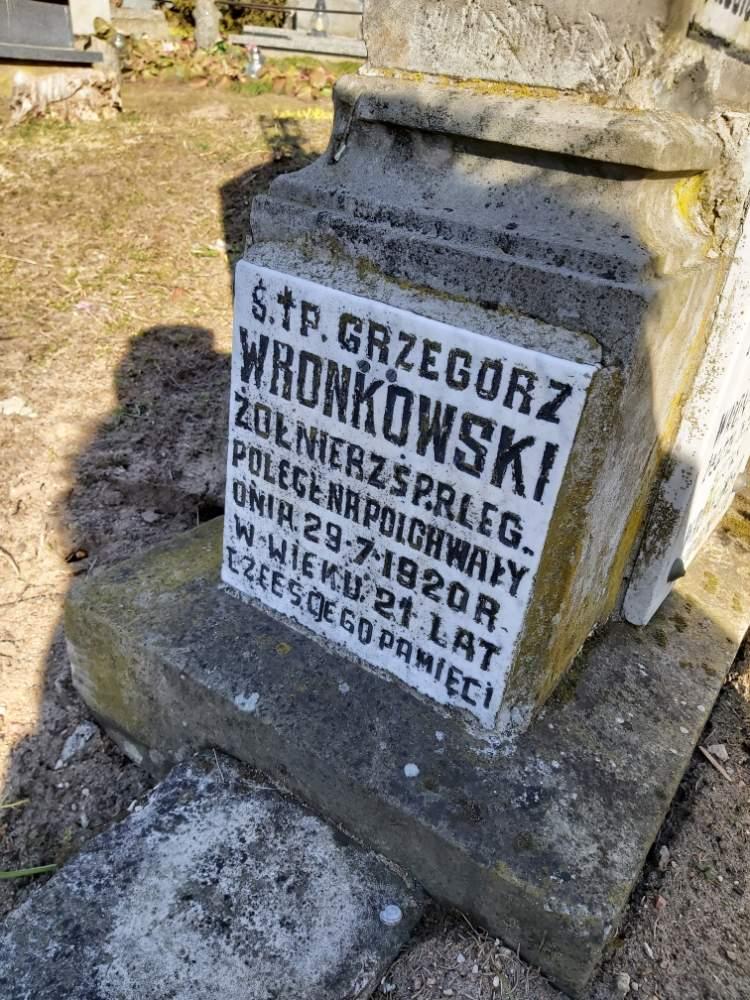 Ś.†P. GRZEGORZ
WRONKOWSKI
ŻOŁNIERZ 5 P.P. LEG.
POLEGŁ NA POLU CHWAŁY
DNIA 29-7-1920 R.
W WIEKU 21 LAT
CZEŚĆ JEGO PAMIĘCI